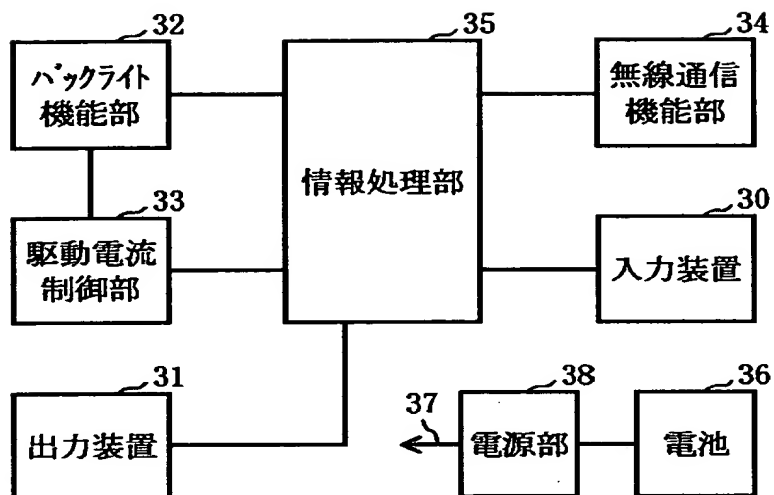 32
バックライト
機能部
35
情報処理部
34
無線通信
機能部
33
駆動電流
制御部
30
入力装置
31
出力装置
37
38
電源部
36
電池